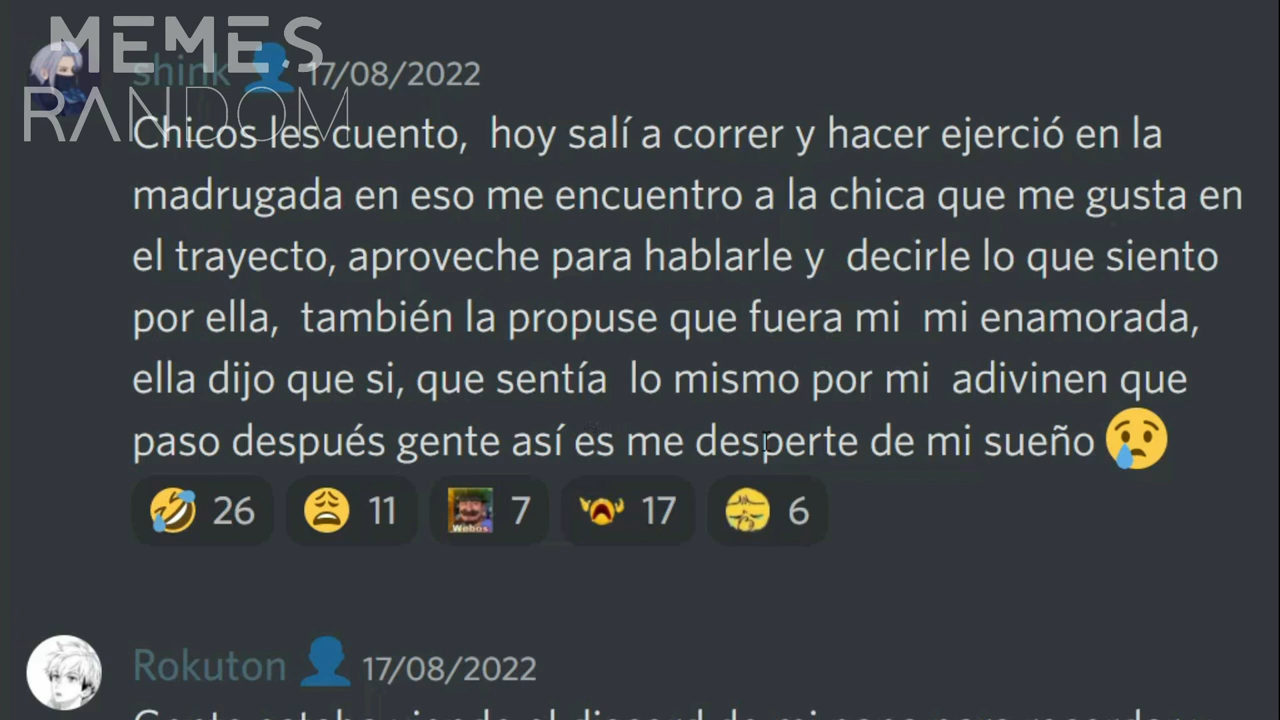 MEMES
RANDOM
shink 17/08/2022
Chicos les cuento, hoy salí a correr y hacer ejerció en la
madrugada en eso me encuentro a la chica que me gusta en
el trayecto, aproveche para hablarle y decirle lo que siento
por ella, también la propuse que fuera mi mi enamorada,
ella dijo que si, que sentía lo mismo por mi adivinen que
paso después gente así es me desperte de mi sueño
26 11 7 17 6
Webos
Rokuton 17/08/2022